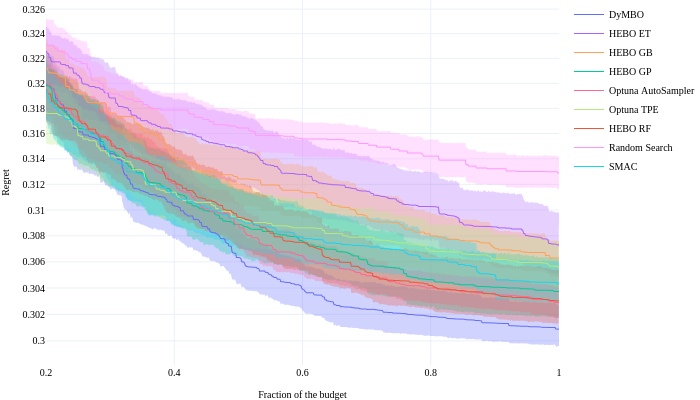 0.326
0.324
0.322
0.32
0.318
0.316
0.314
0.312
0.31
0.308
0.306
0.304
0.302
0.3
Regret
0.2
0.4
0.6
0.8
1
Fraction of the budget
DyMBO
HEBO ET
HEBO GB
HEBO GP
Optuna AutoSampler
Optuna TPE
HEBO RF
Random Search
SMAC